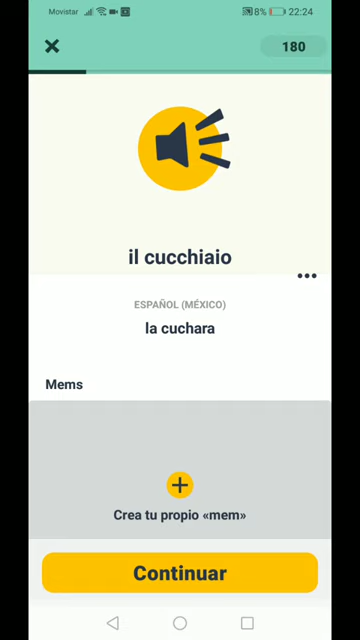 Movistar 8% 22:24
180
il cucchiaio
ESPAÑOL (MÉXICO)
la cuchara
Mems
Crea tu propio «mem»
Continuar